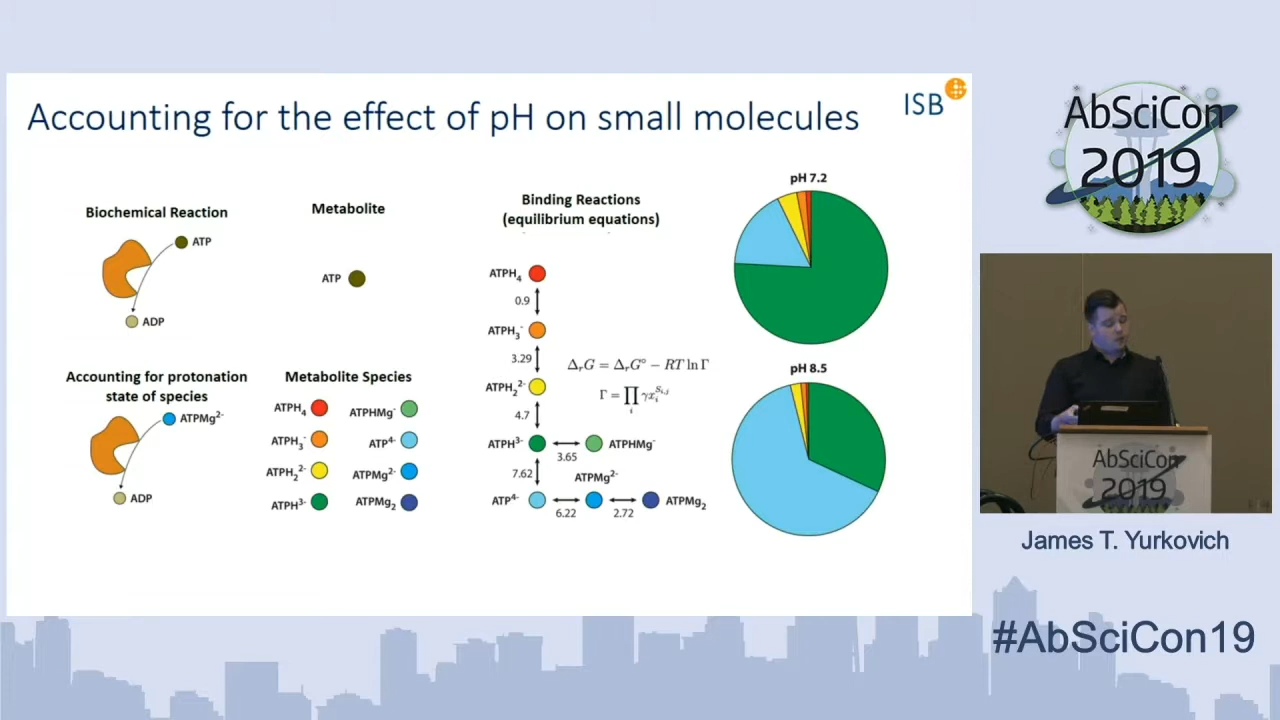 Accounting for the effect of pH on small molecules
ISB
Biochemical Reaction
ATP
ADP
Metabolite
ATP
Binding Reactions
(equilibrium equations)
ATPH₄
0.9
ATPH₃⁻
3.29
ATPH₂²⁻
4.7
ATPH³⁻
ATPHMg⁻
3.65
7.62
ATPMg²⁻
ATP⁴⁻
ATPMg₂
6.22
2.72
ΔᵣG = ΔᵣG° − RT ln Γ
Γ = ∏ᵢ γxᵢ^Sᵢ,ⱼ
pH 7.2
pH 8.5
Accounting for protonation
state of species
ATPMg²⁻
ADP
Metabolite Species
ATPH₄
ATPHMg⁻
ATPH₃⁻
ATP⁴⁻
ATPH₂²⁻
ATPMg²⁻
ATPH³⁻
ATPMg₂
AbSciCon
2019
AbSciCon
2019
James T. Yurkovich
#AbSciCon19